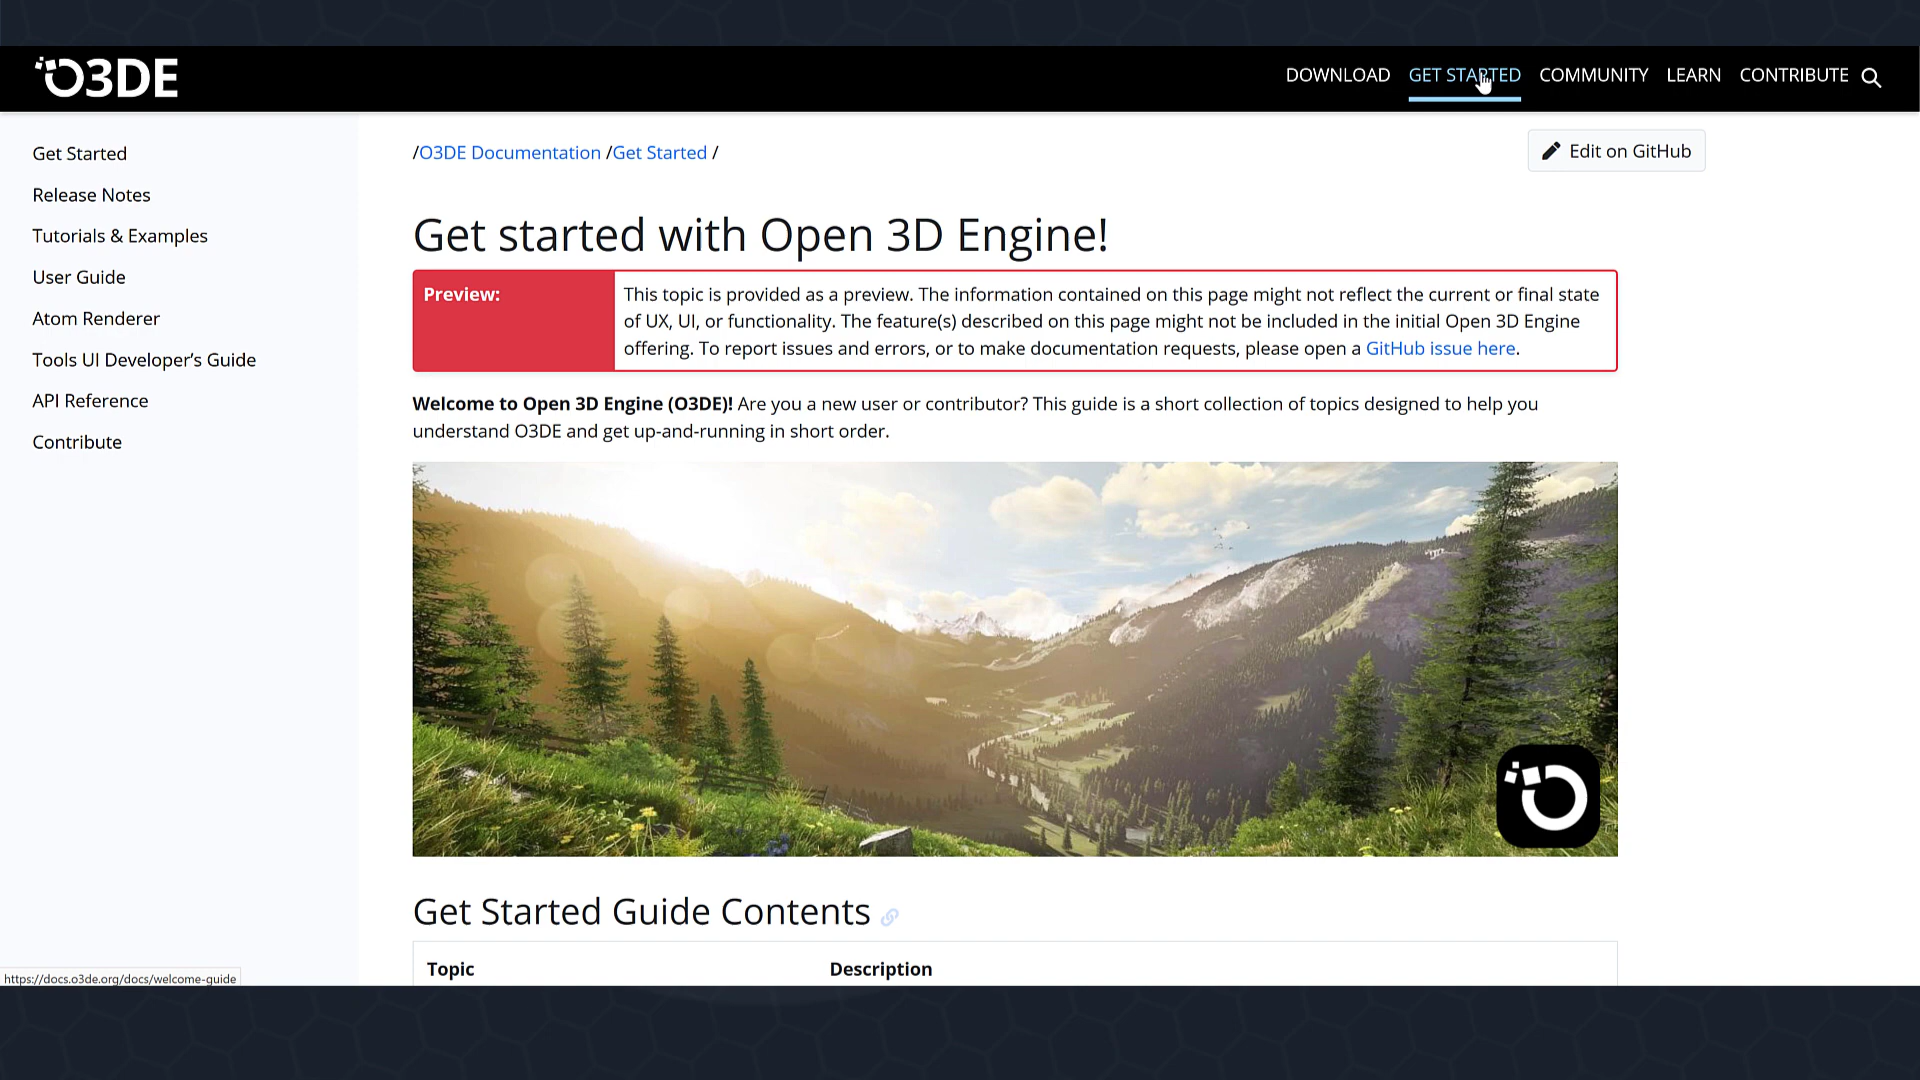 O3DE
DOWNLOAD GET STARTED COMMUNITY LEARN CONTRIBUTE
Get Started
Release Notes
Tutorials & Examples
User Guide
Atom Renderer
Tools UI Developer’s Guide
API Reference
Contribute
/O3DE Documentation /Get Started /
Edit on GitHub
Get started with Open 3D Engine!
Preview:
This topic is provided as a preview. The information contained on this page might not reflect the current or final state
of UX, UI, or functionality. The feature(s) described on this page might not be included in the initial Open 3D Engine
offering. To report issues and errors, or to make documentation requests, please open a GitHub issue here.
Welcome to Open 3D Engine (O3DE)! Are you a new user or contributor? This guide is a short collection of topics designed to help you
understand O3DE and get up-and-running in short order.
Get Started Guide Contents
Topic Description
https://docs.o3de.org/docs/welcome-guide